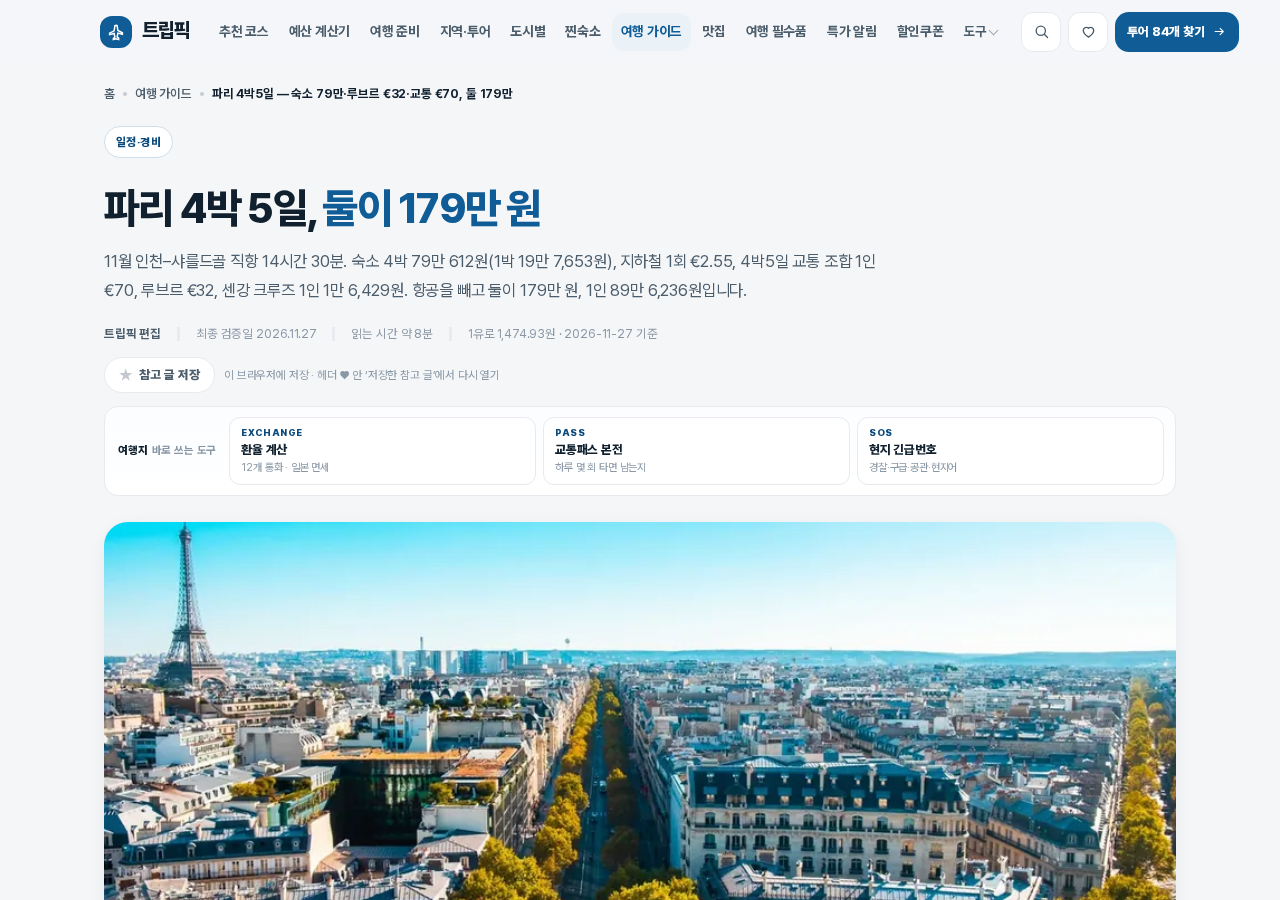 트립픽
추천 코스
예산 계산기
여행 준비
지역·투어
도시별
찐숙소
여행 가이드
맛집
여행 필수품
특가 알림
할인쿠폰
도구
투어 84개 찾기 →
홈 • 여행 가이드 • 파리 4박5일 — 숙소 79만·루브르 €32·교통 €70, 둘 179만
일정·경비
파리 4박 5일, 둘이 179만 원
11월 인천–샤를드골 직항 14시간 30분. 숙소 4박 79만 612원(1박 19만 7,653원), 지하철 1회 €2.55, 4박5일 교통 조합 1인
€70, 루브르 €32, 센강 크루즈 1인 1만 6,429원. 항공을 빼고 둘이 179만 원, 1인 89만 6,236원입니다.
트립픽 편집 | 최종 검증일 2026.11.27 | 읽는 시간 약 8분 | 1유로 1,474.93원 · 2026-11-27 기준
★ 참고 글 저장
이 브라우저에 저장 · 헤더 ♥ 안 ‘저장한 참고 글’에서 다시 열기
여행지 바로 쓰는 도구
EXCHANGE
환율 계산
12개 통화 · 일본 면세
PASS
교통패스 본전
하루 몇 회 타면 남는지
SOS
현지 긴급번호
경찰·구급·공관·현지어